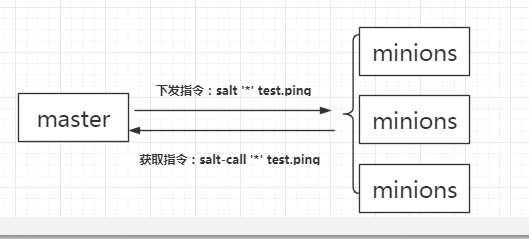 minions
下发指令：salt '*' test.ping
master
minions
获取指令：salt-call '*' test.ping
minions